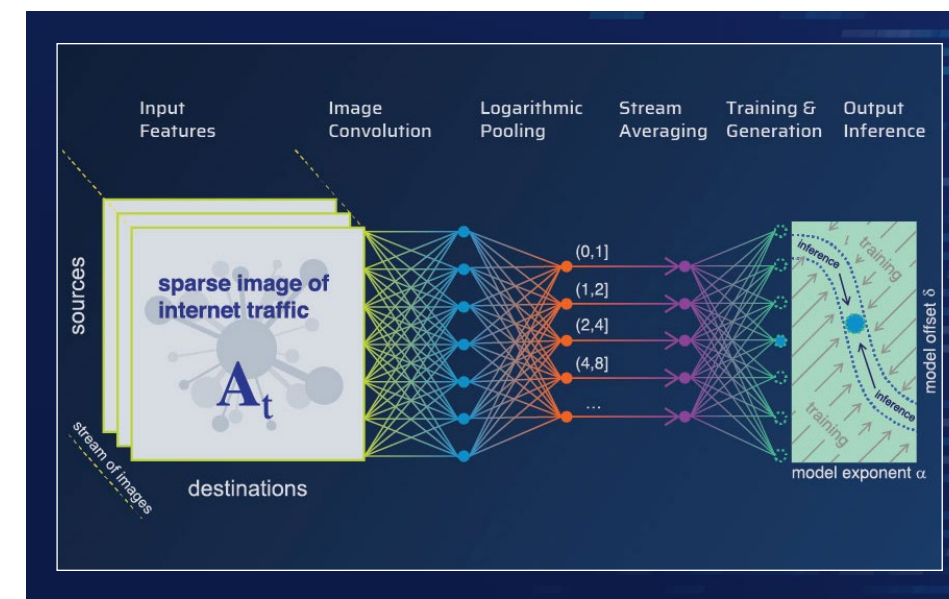 Input
Features
Image
Convolution
Logarithmic
Pooling
Stream
Averaging
Training &
Generation
Output
Inference
sources
sparse image of
internet traffic
At
stream of images
destinations
(0,1]
(1,2]
(2,4]
(4,8]
...
inference
training
training
inference
model offset δ
model exponent α